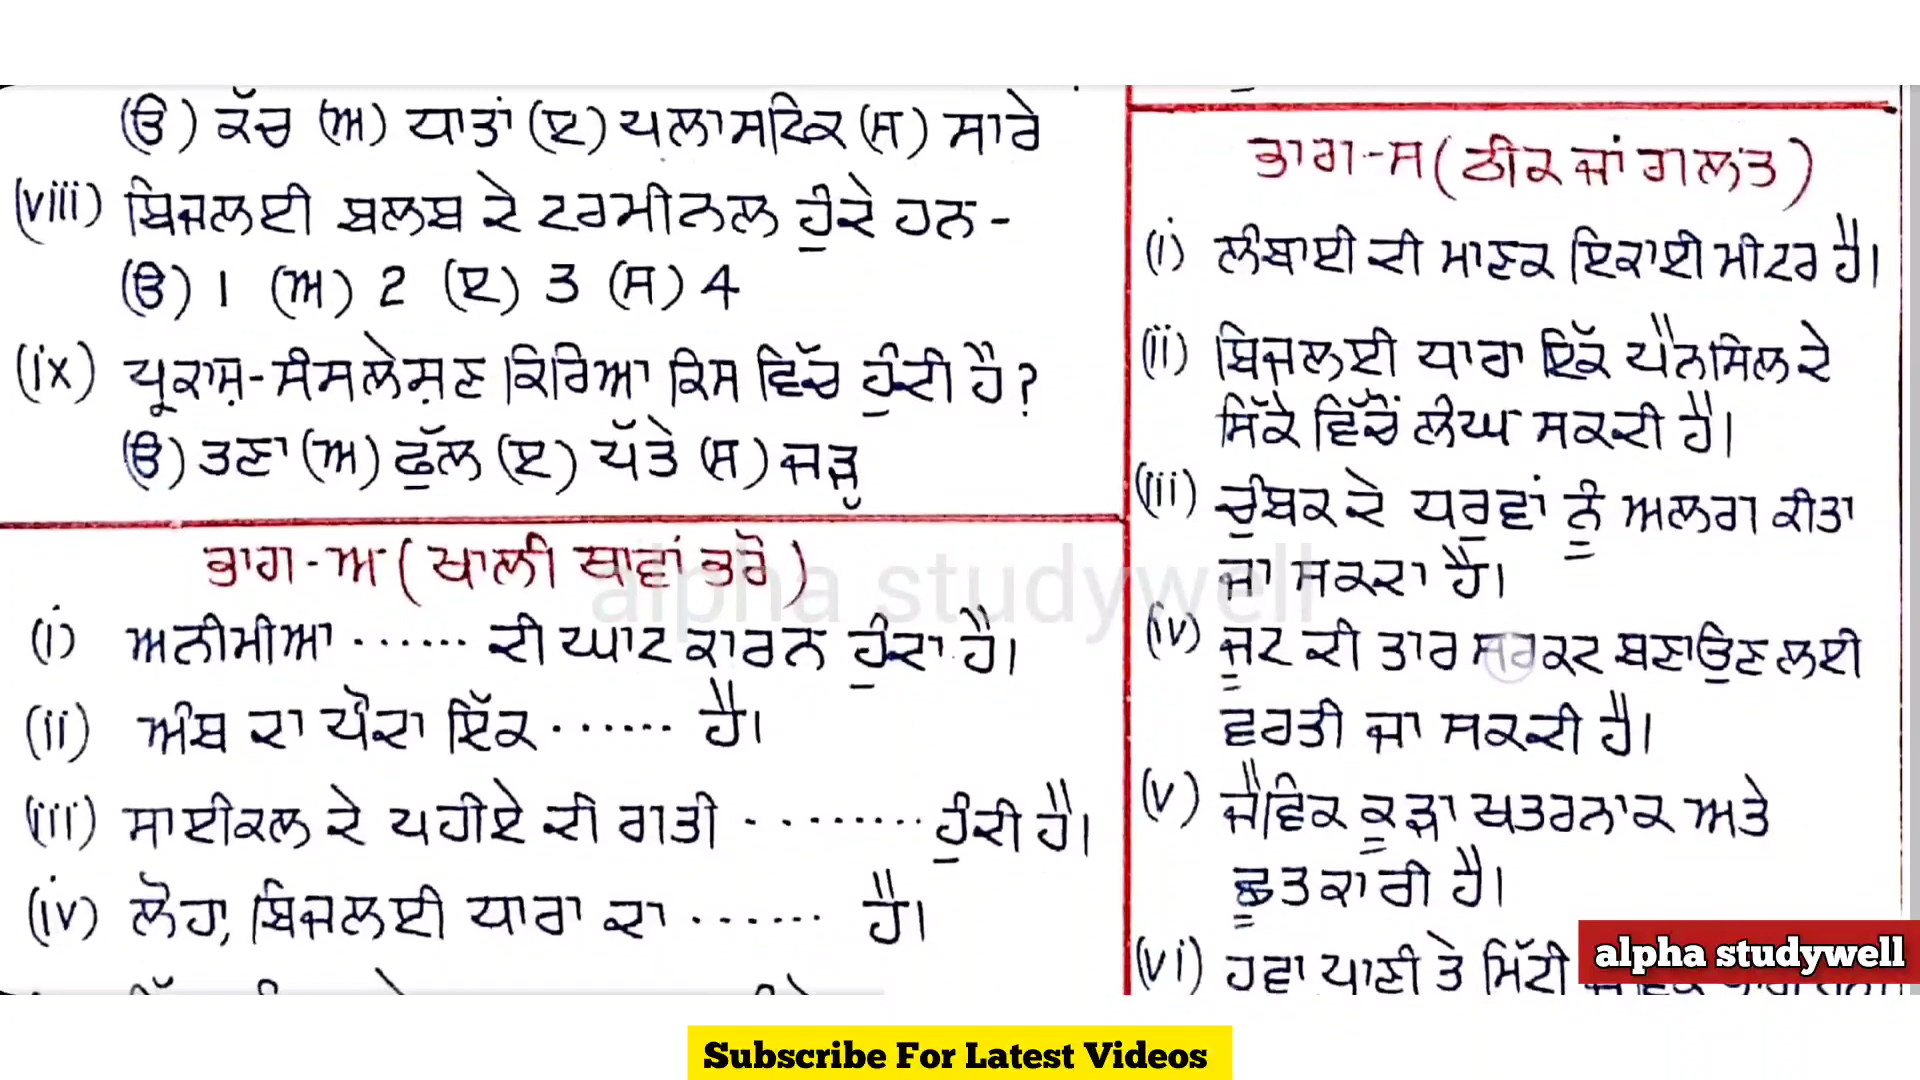 (ੳ) ਕੱਚ (ਅ) ਧਾਤਾਂ (ੲ) ਪਲਾਸਟਿਕ (ਸ) ਸਾਰੇ
(viii) ਬਿਜਲਈ ਬਲਬ ਦੇ ਟਰਮੀਨਲ ਹੁੰਦੇ ਹਨ -
(ੳ) 1 (ਅ) 2 (ੲ) 3 (ਸ) 4
(ix) ਪ੍ਰਕਾਸ਼-ਸੰਸਲੇਸ਼ਣ ਕਿਰਿਆ ਕਿਸ ਵਿੱਚ ਹੁੰਦੀ ਹੈ?
(ੳ) ਤਣਾ (ਅ) ਫੁੱਲ (ੲ) ਪੱਤੇ (ਸ) ਜੜ੍ਹ
ਭਾਗ-ਅ (ਖਾਲੀ ਥਾਵਾਂ ਭਰੋ)
(i) ਅਨੀਮੀਆ ...... ਦੀ ਘਾਟ ਕਾਰਨ ਹੁੰਦਾ ਹੈ।
(ii) ਅੰਬ ਦਾ ਪੌਦਾ ਇੱਕ ....... ਹੈ।
(iii) ਸਾਈਕਲ ਦੇ ਪਹੀਏ ਦੀ ਗਤੀ ......... ਹੁੰਦੀ ਹੈ।
(iv) ਲੋਹਾ, ਬਿਜਲਈ ਧਾਰਾ ਦਾ ....... ਹੈ।
ਭਾਗ-ਸ (ਠੀਕ ਜਾਂ ਗਲਤ)
(i) ਲੰਬਾਈ ਦੀ ਮਾਣਕ ਇਕਾਈ ਮੀਟਰ ਹੈ।
(ii) ਬਿਜਲਈ ਧਾਰਾ ਇੱਕ ਪੈਨਸਿਲ ਦੇ
ਸਿੱਕੇ ਵਿੱਚੋਂ ਲੰਘ ਸਕਦੀ ਹੈ।
(iii) ਚੁੰਬਕ ਦੇ ਧਰੁਵਾਂ ਨੂੰ ਅਲਗ ਕੀਤਾ
ਜਾ ਸਕਦਾ ਹੈ।
(iv) ਜੂਟ ਦੀ ਤਾਰ ਸਰਕਟ ਬਣਾਉਣ ਲਈ
ਵਰਤੀ ਜਾ ਸਕਦੀ ਹੈ।
(v) ਜੈਵਿਕ ਕੂੜਾ ਖਤਰਨਾਕ ਅਤੇ
ਛੂਤਕਾਰੀ ਹੈ।
(vi) ਹਵਾ ਪਾਣੀ ਤੇ ਮਿੱਟੀ
alpha studywell
alpha studywell
Subscribe For Latest Videos